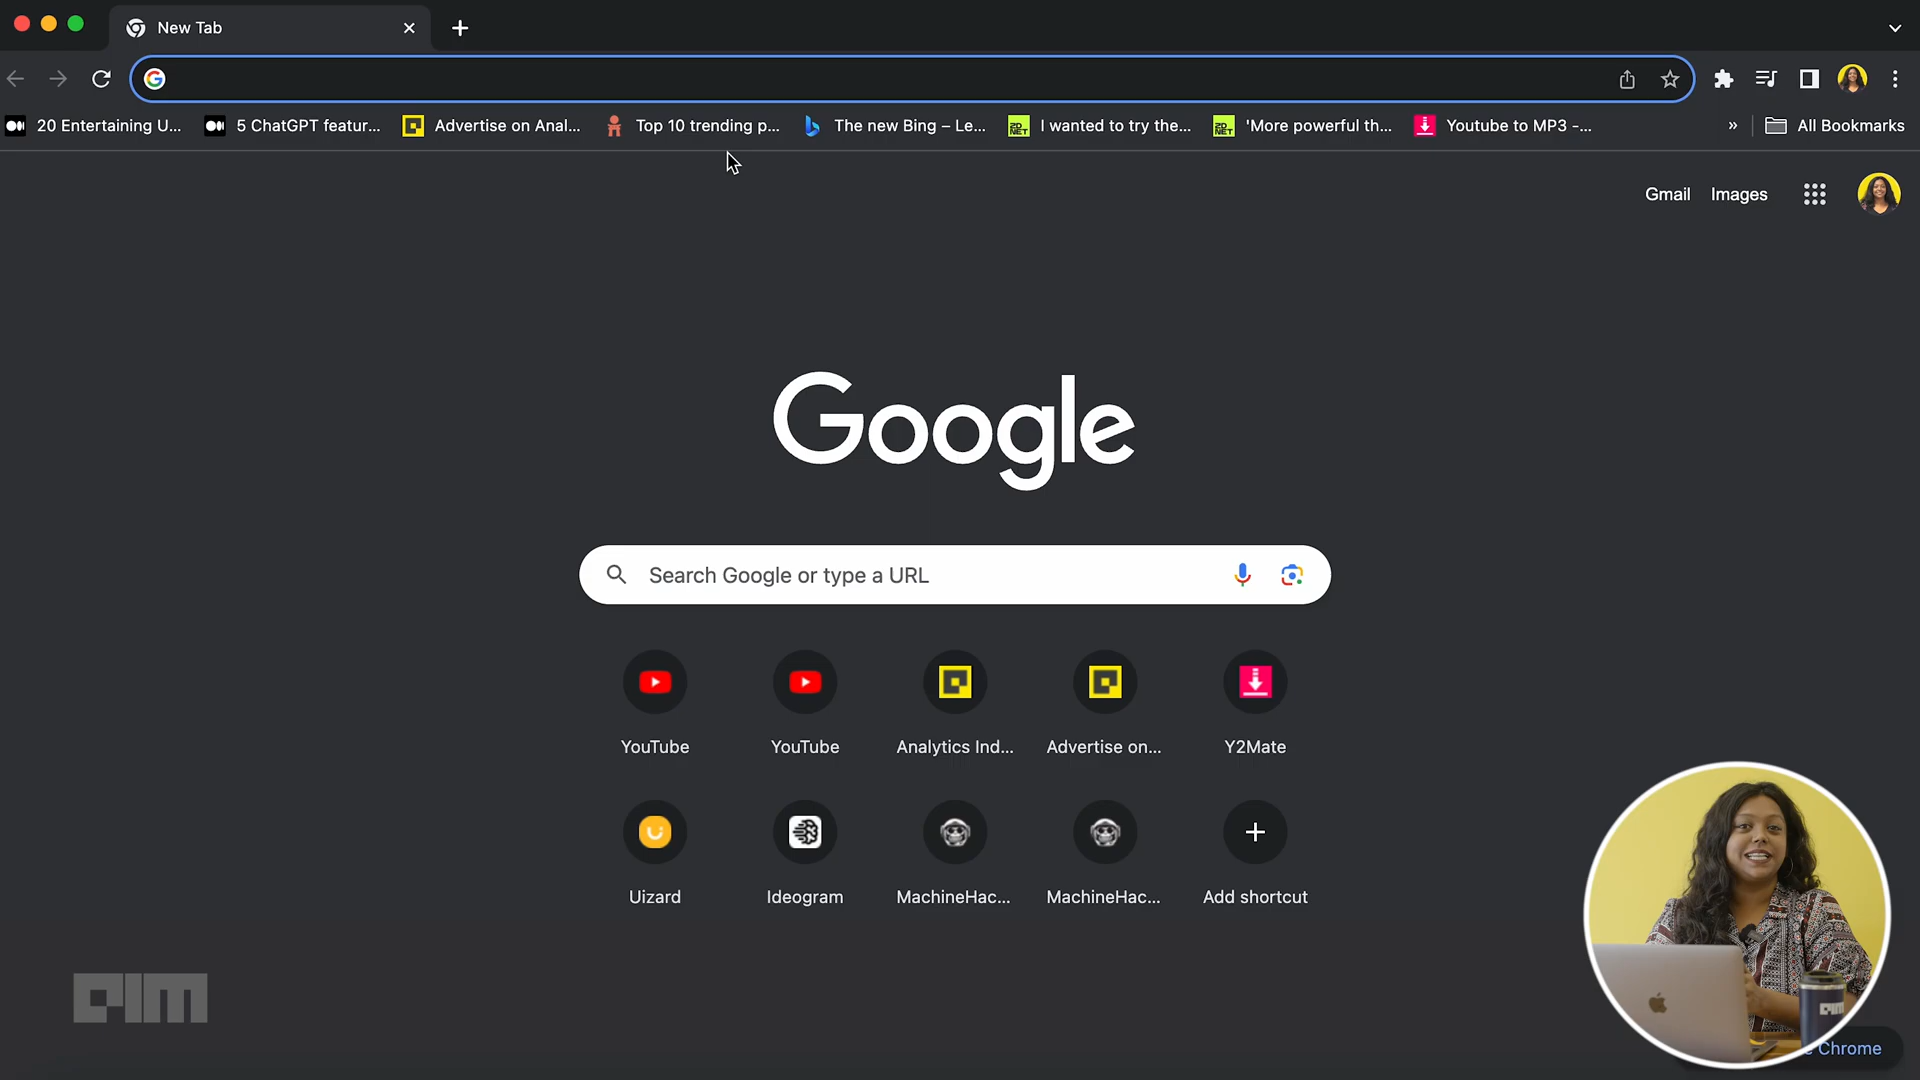 New Tab
20 Entertaining U...
5 ChatGPT featur...
Advertise on Anal...
Top 10 trending p...
The new Bing – Le...
I wanted to try the...
'More powerful th...
Youtube to MP3 -...
»
All Bookmarks
Gmail
Images
Google
Search Google or type a URL
YouTube
YouTube
Analytics Ind...
Advertise on...
Y2Mate
Uizard
Ideogram
MachineHac...
MachineHac...
Add shortcut
AIM
Chrome